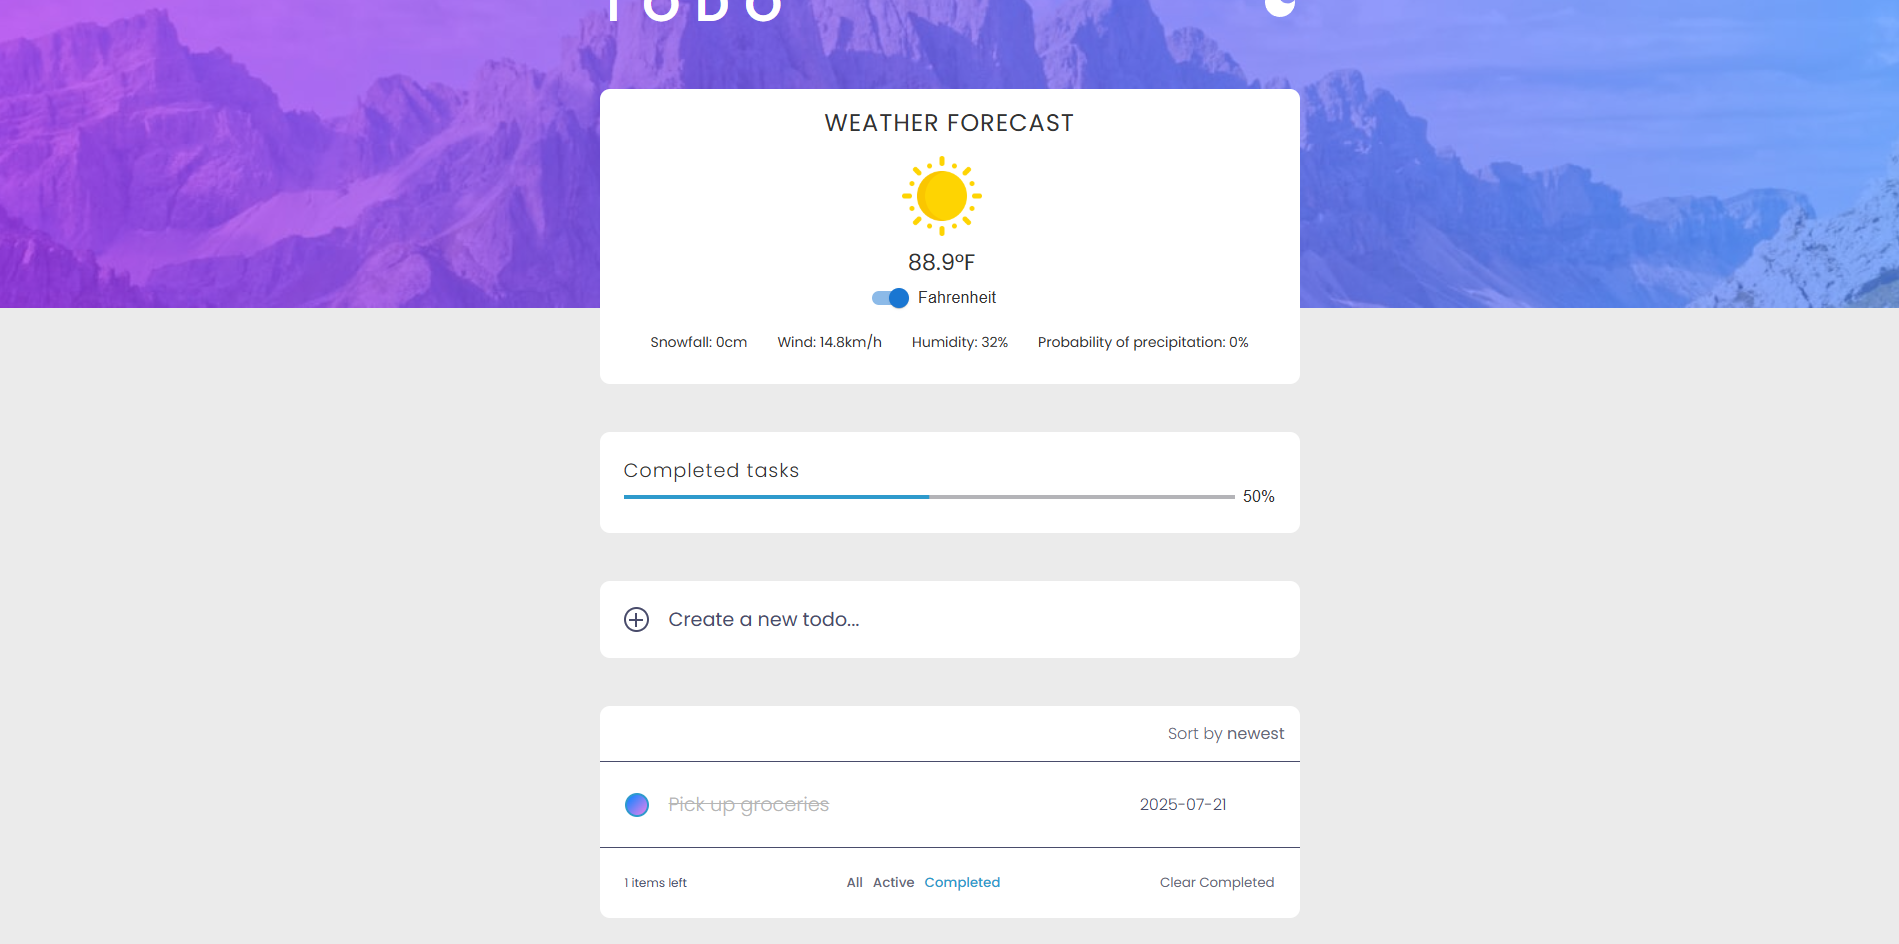 TODO
WEATHER FORECAST
88.9°F
Fahrenheit
Snowfall: 0cm Wind: 14.8km/h Humidity: 32% Probability of precipitation: 0%
Completed tasks
50%
Create a new todo...
Sort by newest
Pick up groceries 2025-07-21
1 items left All Active Completed Clear Completed